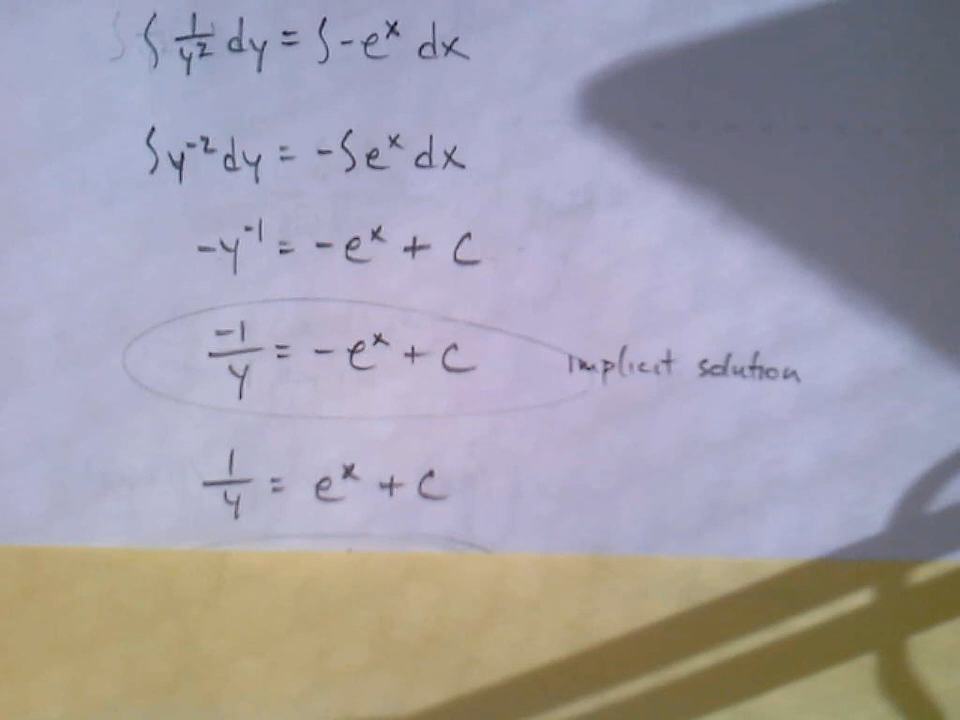 ∫ 1/y² dy = ∫ -eˣ dx
∫ y⁻² dy = -∫ eˣ dx
-y⁻¹ = -eˣ + C
-1/y = -eˣ + C implicit solution
1/y = eˣ + C